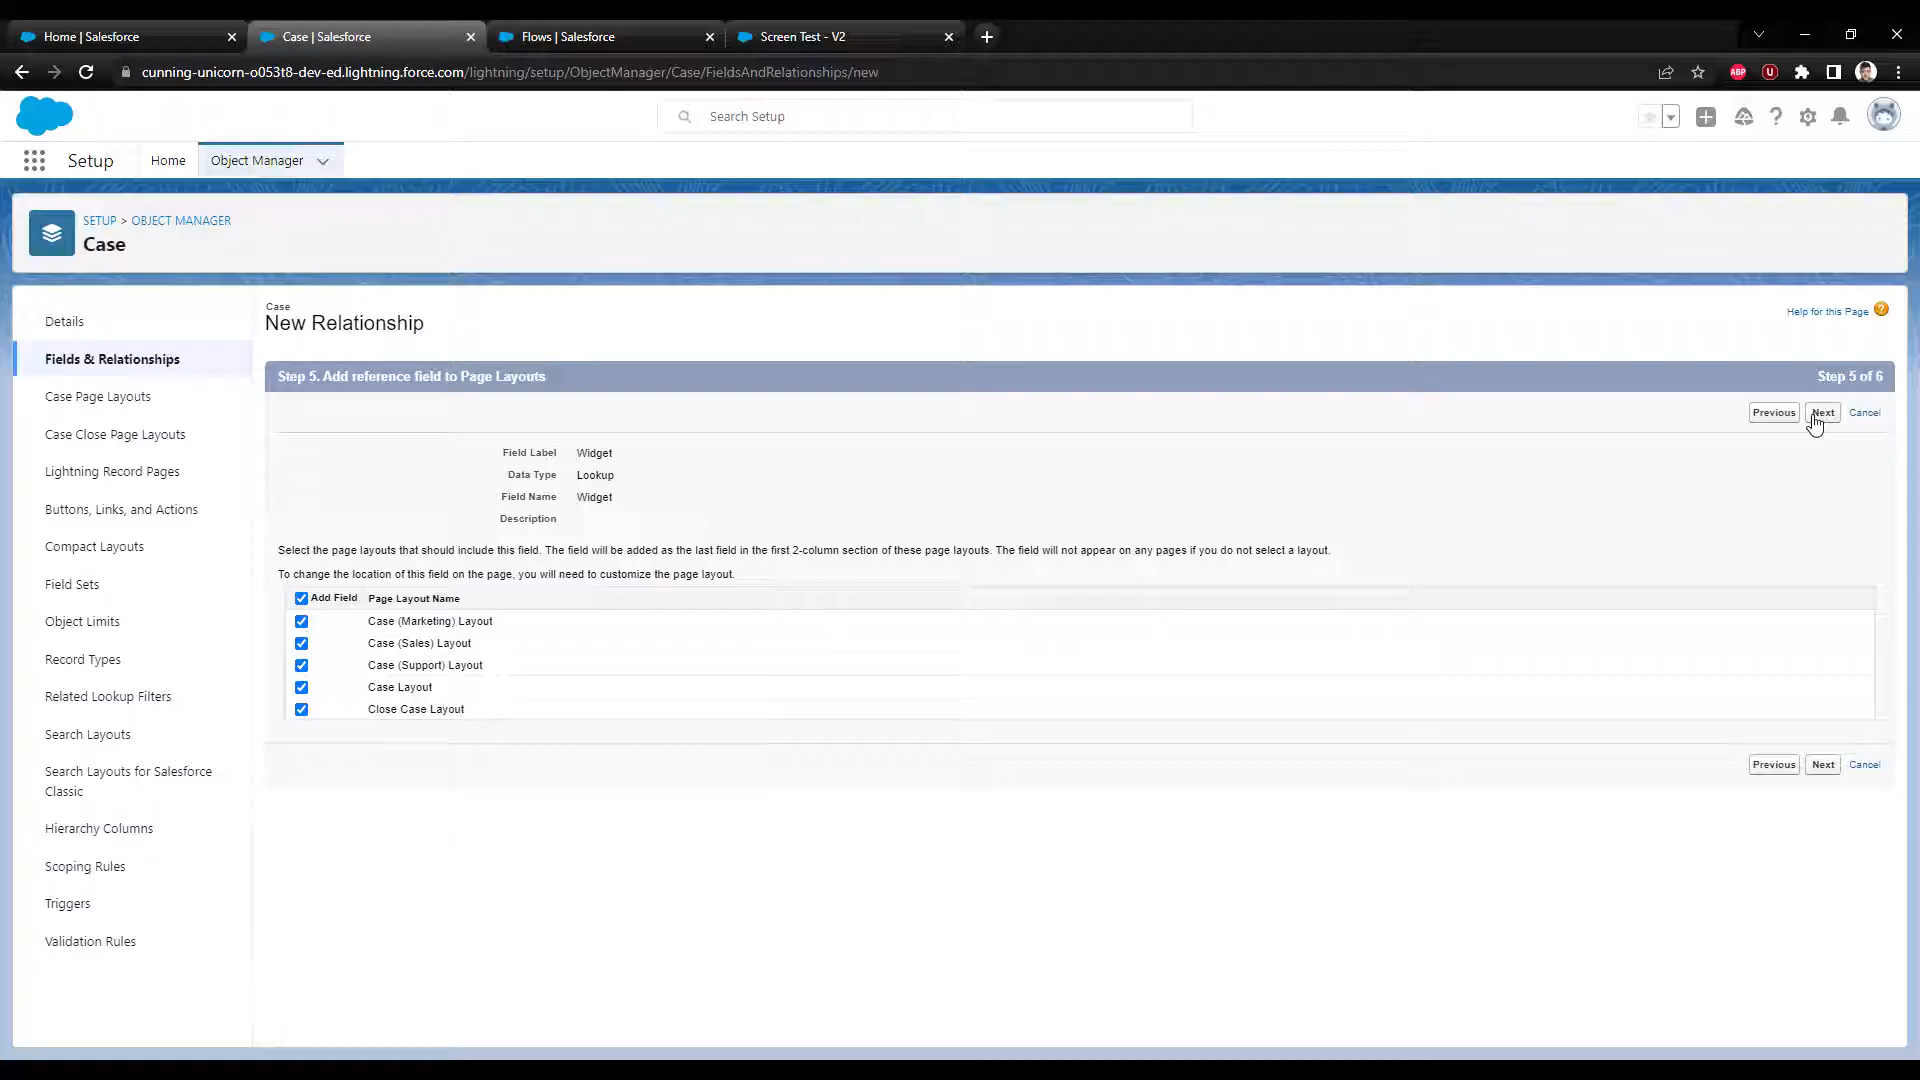 Home | Salesforce
Case | Salesforce
Flows | Salesforce
Screen Test - V2
cunning-unicorn-o053t8-dev-ed.lightning.force.com/lightning/setup/ObjectManager/Case/FieldsAndRelationships/new
ABP
U
Search Setup
Setup
Home
Object Manager
SETUP > OBJECT MANAGER
Case
Details
Fields & Relationships
Case Page Layouts
Case Close Page Layouts
Lightning Record Pages
Buttons, Links, and Actions
Compact Layouts
Field Sets
Object Limits
Record Types
Related Lookup Filters
Search Layouts
Search Layouts for Salesforce
Classic
Hierarchy Columns
Scoping Rules
Triggers
Validation Rules
Case
New Relationship
Help for this Page ?
Step 5. Add reference field to Page Layouts
Step 5 of 6
Previous Next Cancel
Field Label Widget
Data Type Lookup
Field Name Widget
Description
Select the page layouts that should include this field. The field will be added as the last field in the first 2-column section of these page layouts. The field will not appear on any pages if you do not select a layout.
To change the location of this field on the page, you will need to customize the page layout.
Add Field Page Layout Name
Case (Marketing) Layout
Case (Sales) Layout
Case (Support) Layout
Case Layout
Close Case Layout
Previous Next Cancel